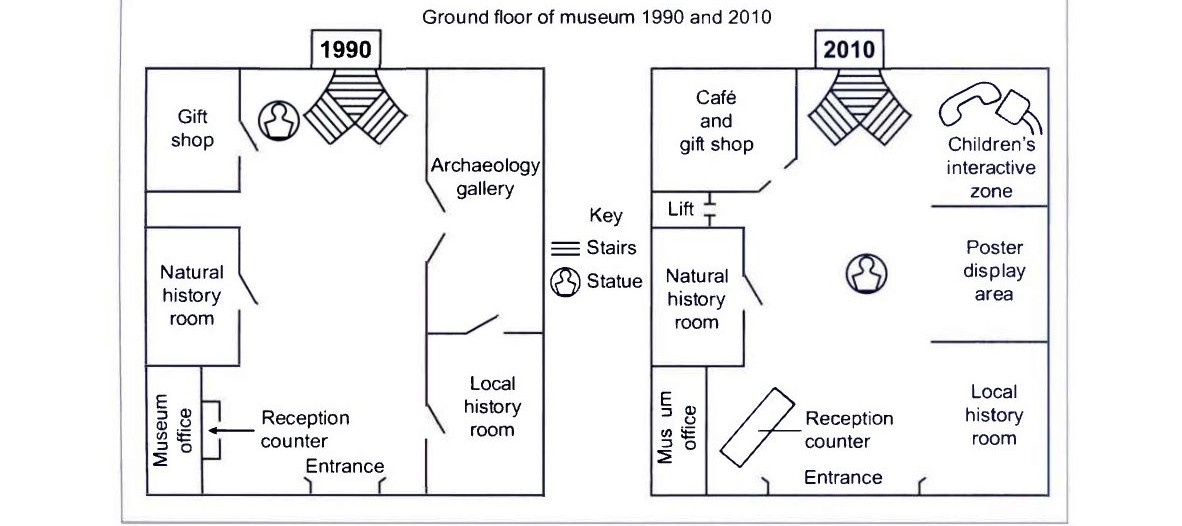 Ground floor of museum 1990 and 2010
1990
Gift
shop
Archaeology
gallery
Natural
history
room
Museum
office
Reception
counter
Entrance
Local
history
room
Key
Stairs
Statue
2010
Café
and
gift shop
Children's
interactive
zone
Lift
Poster
display
area
Natural
history
room
Mus um
office
Reception
counter
Entrance
Local
history
room